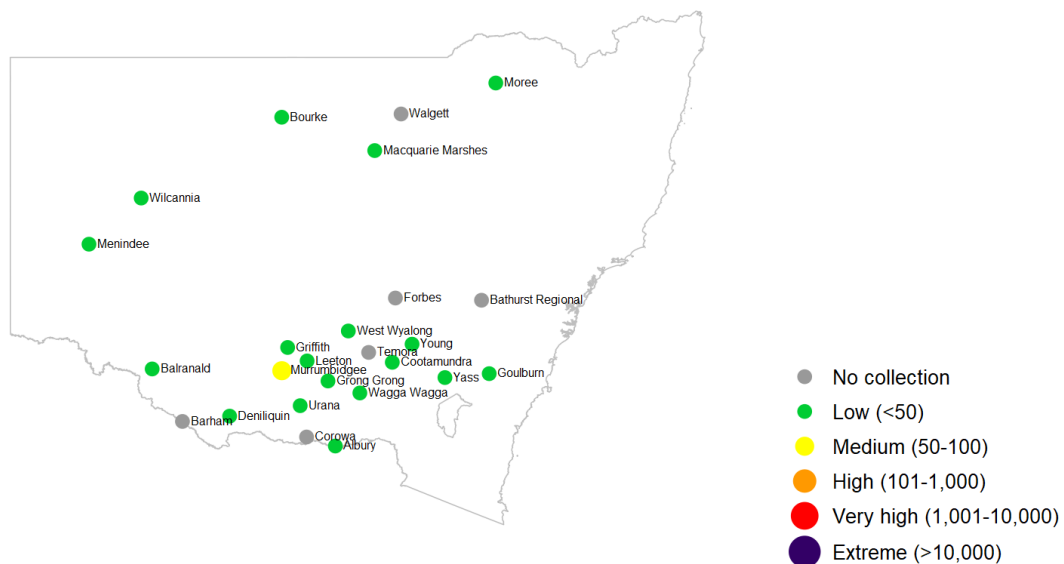 Moree
Walgett
Bourke
Macquarie Marshes
Wilcannia
Menindee
Forbes
Bathurst Regional
West Wyalong
Young
Griffith
Temora
Leeton
Cootamundra
Balranald
Murrumbidgee
Goulburn
Yass
Grong Grong
Wagga Wagga
Urana
Deniliquin
Barham
Corowa
Albury
No collection
Low (<50)
Medium (50-100)
High (101-1,000)
Very high (1,001-10,000)
Extreme (>10,000)